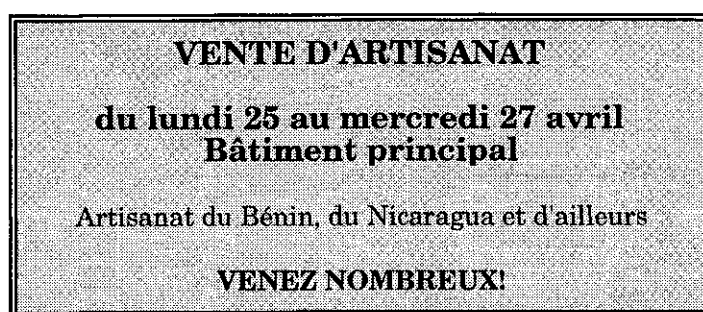 VENTE D'ARTISANAT
du lundi 25 au mercredi 27 avril
Bâtiment principal
Artisanat du Bénin, du Nicaragua et d'ailleurs
VENEZ NOMBREUX!